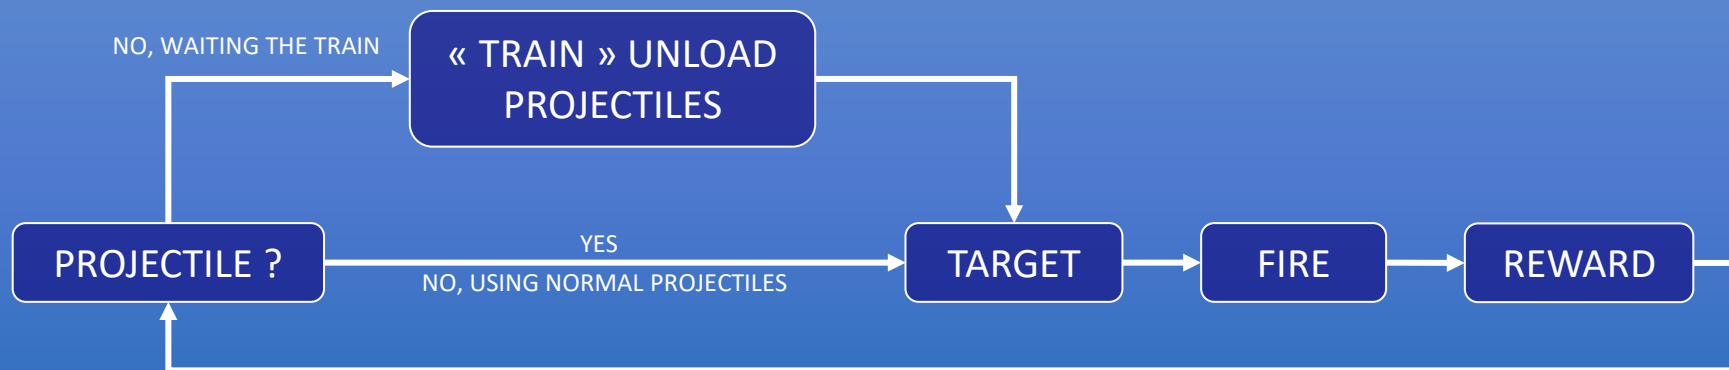 NO, WAITING THE TRAIN
« TRAIN » UNLOAD
PROJECTILES
PROJECTILE ?
YES
NO, USING NORMAL PROJECTILES
TARGET
FIRE
REWARD